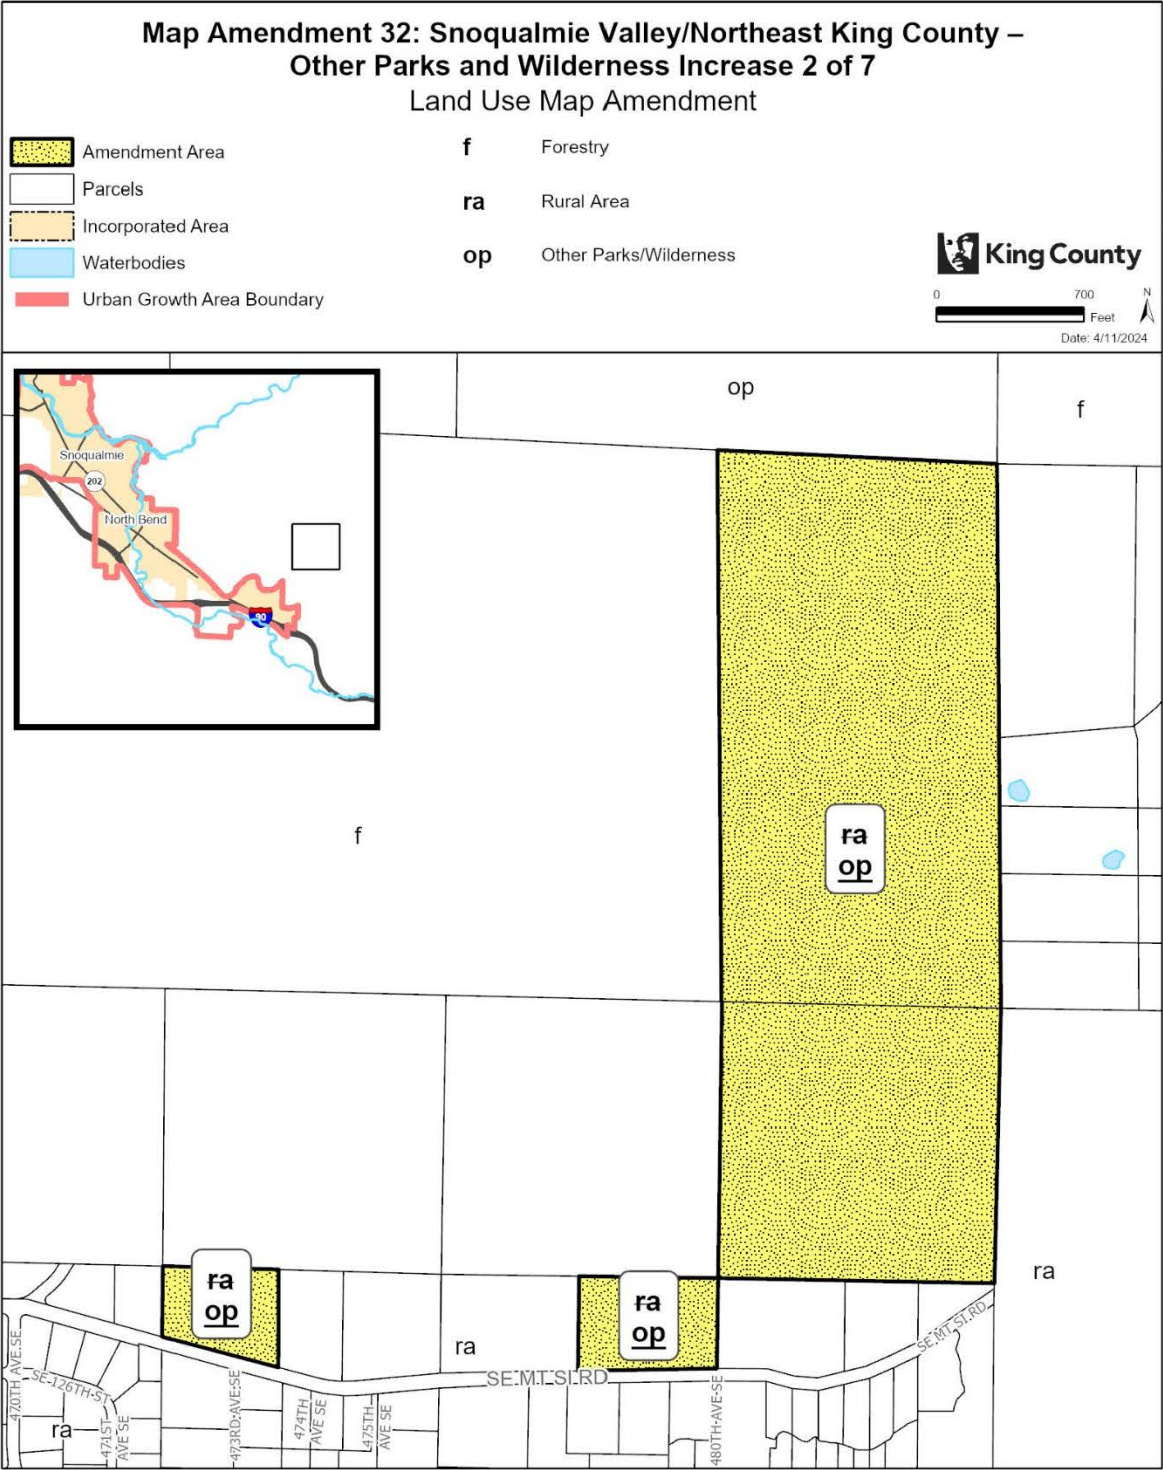 Map Amendment 32: Snoqualmie Valley/Northeast King County –
Other Parks and Wilderness Increase 2 of 7
Land Use Map Amendment
Amendment Area
Parcels
Incorporated Area
Waterbodies
Urban Growth Area Boundary
f Forestry
ra Rural Area
op Other Parks/Wilderness
King County
0 700
Feet
N
Date: 4/11/2024
op
f
Snoqualmie
202
North Bend
90
f
ra
op
ra
ra
op
ra
op
ra
SE MT SI RD
SE MT SI RD
470TH AVE SE
SE 126TH ST
ra
471ST
AVE SE
473RD AVE SE
474TH
AVE SE
475TH
AVE SE
480TH AVE SE